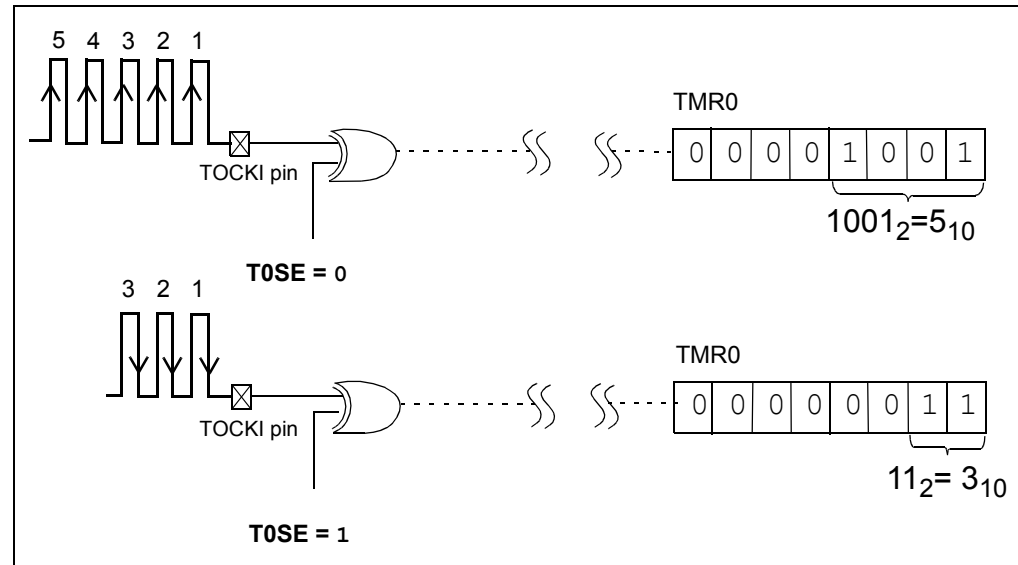 5 4 3 2 1
TMR0
0 0 0 0 1 0 0 1
TOCKI pin
1001₂=5₁₀
T0SE = 0
3 2 1
TMR0
0 0 0 0 0 0 1 1
TOCKI pin
11₂= 3₁₀
T0SE = 1